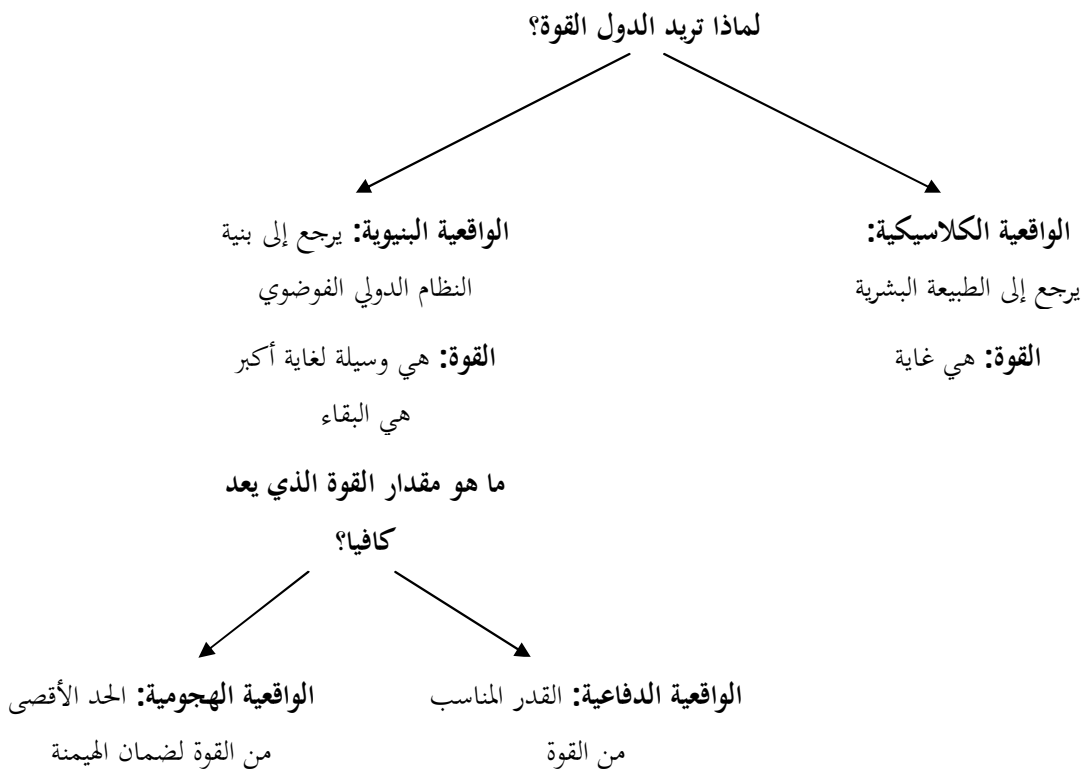 لماذا تريد الدول القوة؟
الواقعية الكلاسيكية:
يرجع إلى الطبيعة البشرية
القوة: هي غاية
الواقعية البنيوية: يرجع إلى بنية
النظام الدولي الفوضوي
القوة: هي وسيلة لغاية أكبر
هي البقاء
ما هو مقدار القوة الذي يعد
كافيا؟
الواقعية الدفاعية: القدر المناسب
من القوة
الواقعية الهجومية: الحد الأقصى
من القوة لضمان الهيمنة